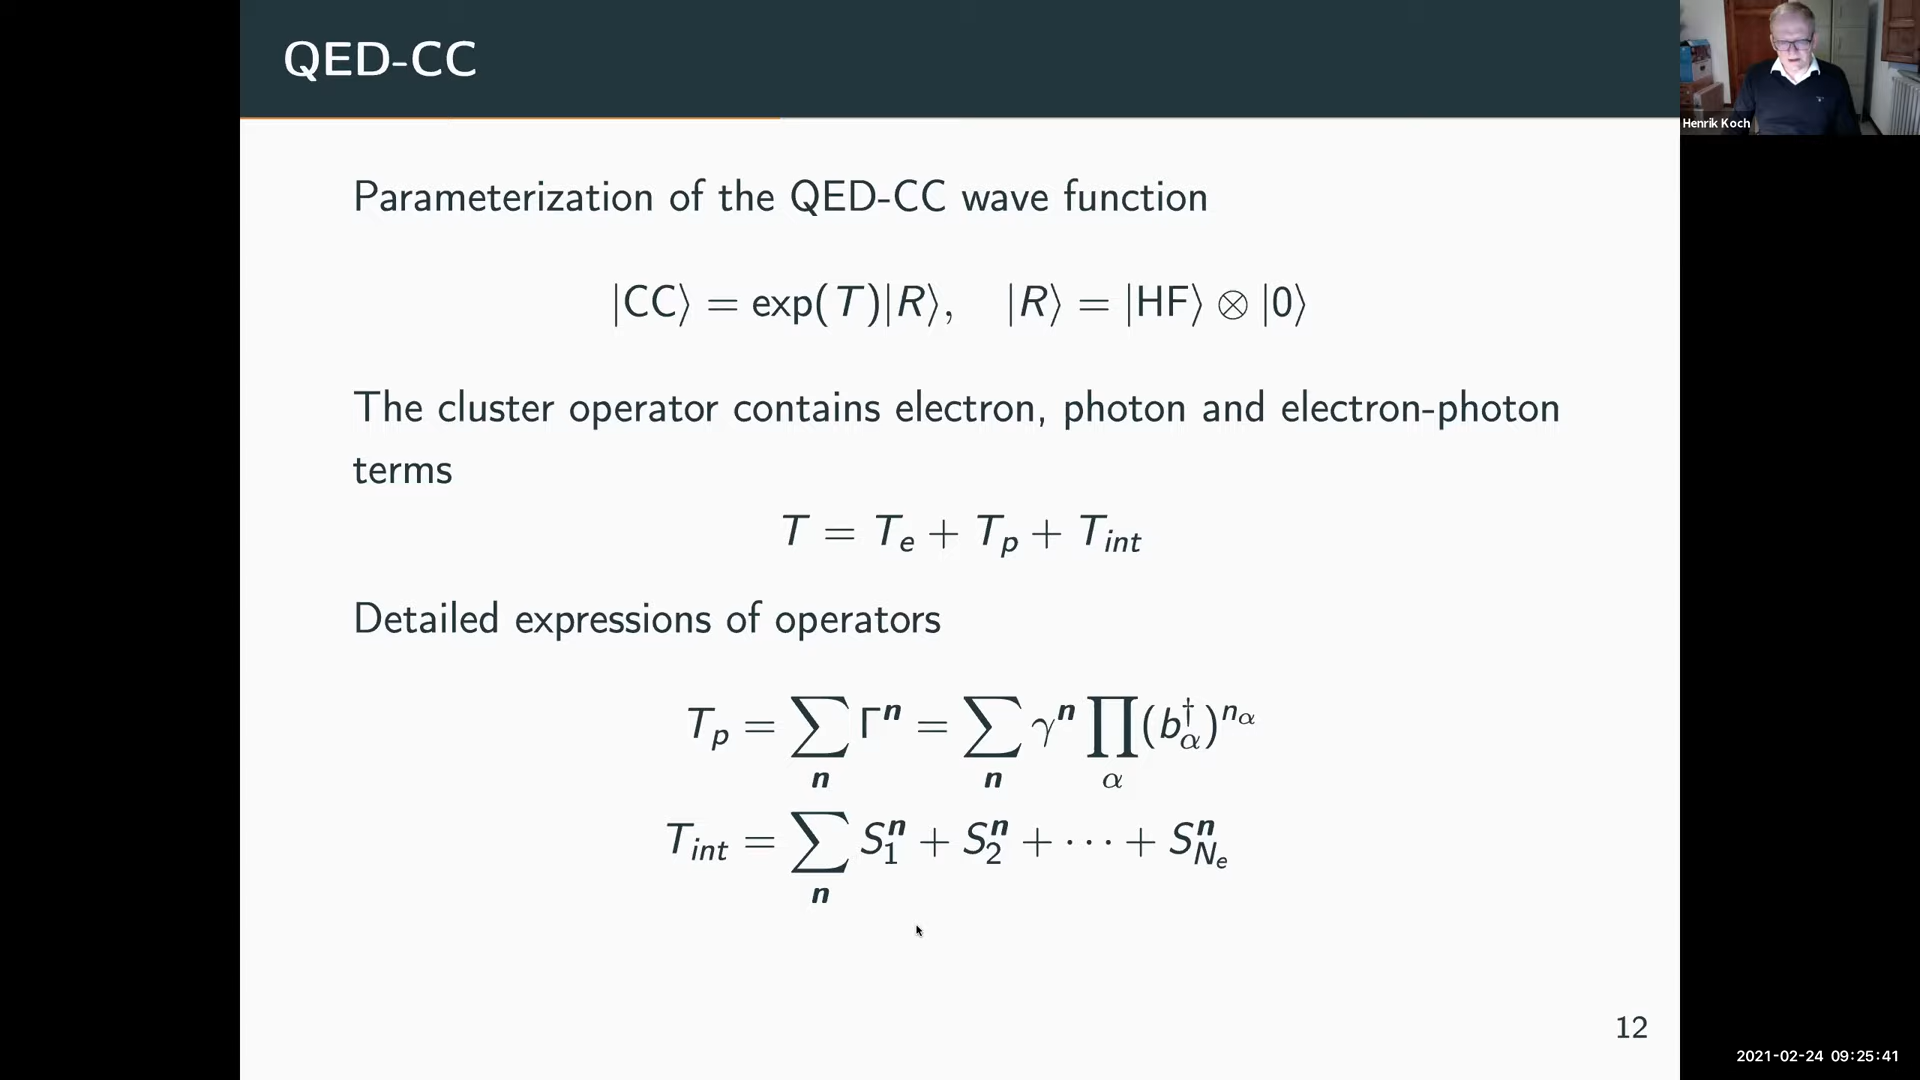 QED-CC
Henrik Koch
Parameterization of the QED-CC wave function
|CC⟩ = exp(T)|R⟩, |R⟩ = |HF⟩ ⊗ |0⟩
The cluster operator contains electron, photon and electron-photon
terms
T = T_e + T_p + T_int
Detailed expressions of operators
T_p = ∑_n Γ^n = ∑_n γ^n ∏_α (b_α^†)^{n_α}
T_int = ∑_n S_1^n + S_2^n + ··· + S_{N_e}^n
12
2021-02-24 09:25:41